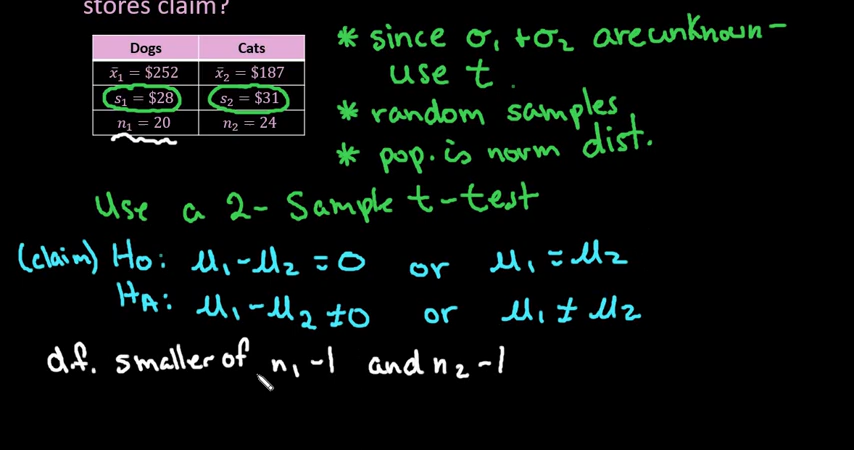 stores claim?
Dogs Cats
x̄₁ = $252 x̄₂ = $187
s₁ = $28 s₂ = $31
n₁ = 20 n₂ = 24
* since σ₁ + σ₂ are unknown -
use t.
* random samples
* pop. is norm dist.
Use a 2-Sample t-test
(claim) H₀: μ₁ - μ₂ = 0 or μ₁ = μ₂
H_A: μ₁ - μ₂ ≠ 0 or μ₁ ≠ μ₂
d.f. smaller of n₁ -1 and n₂ -1